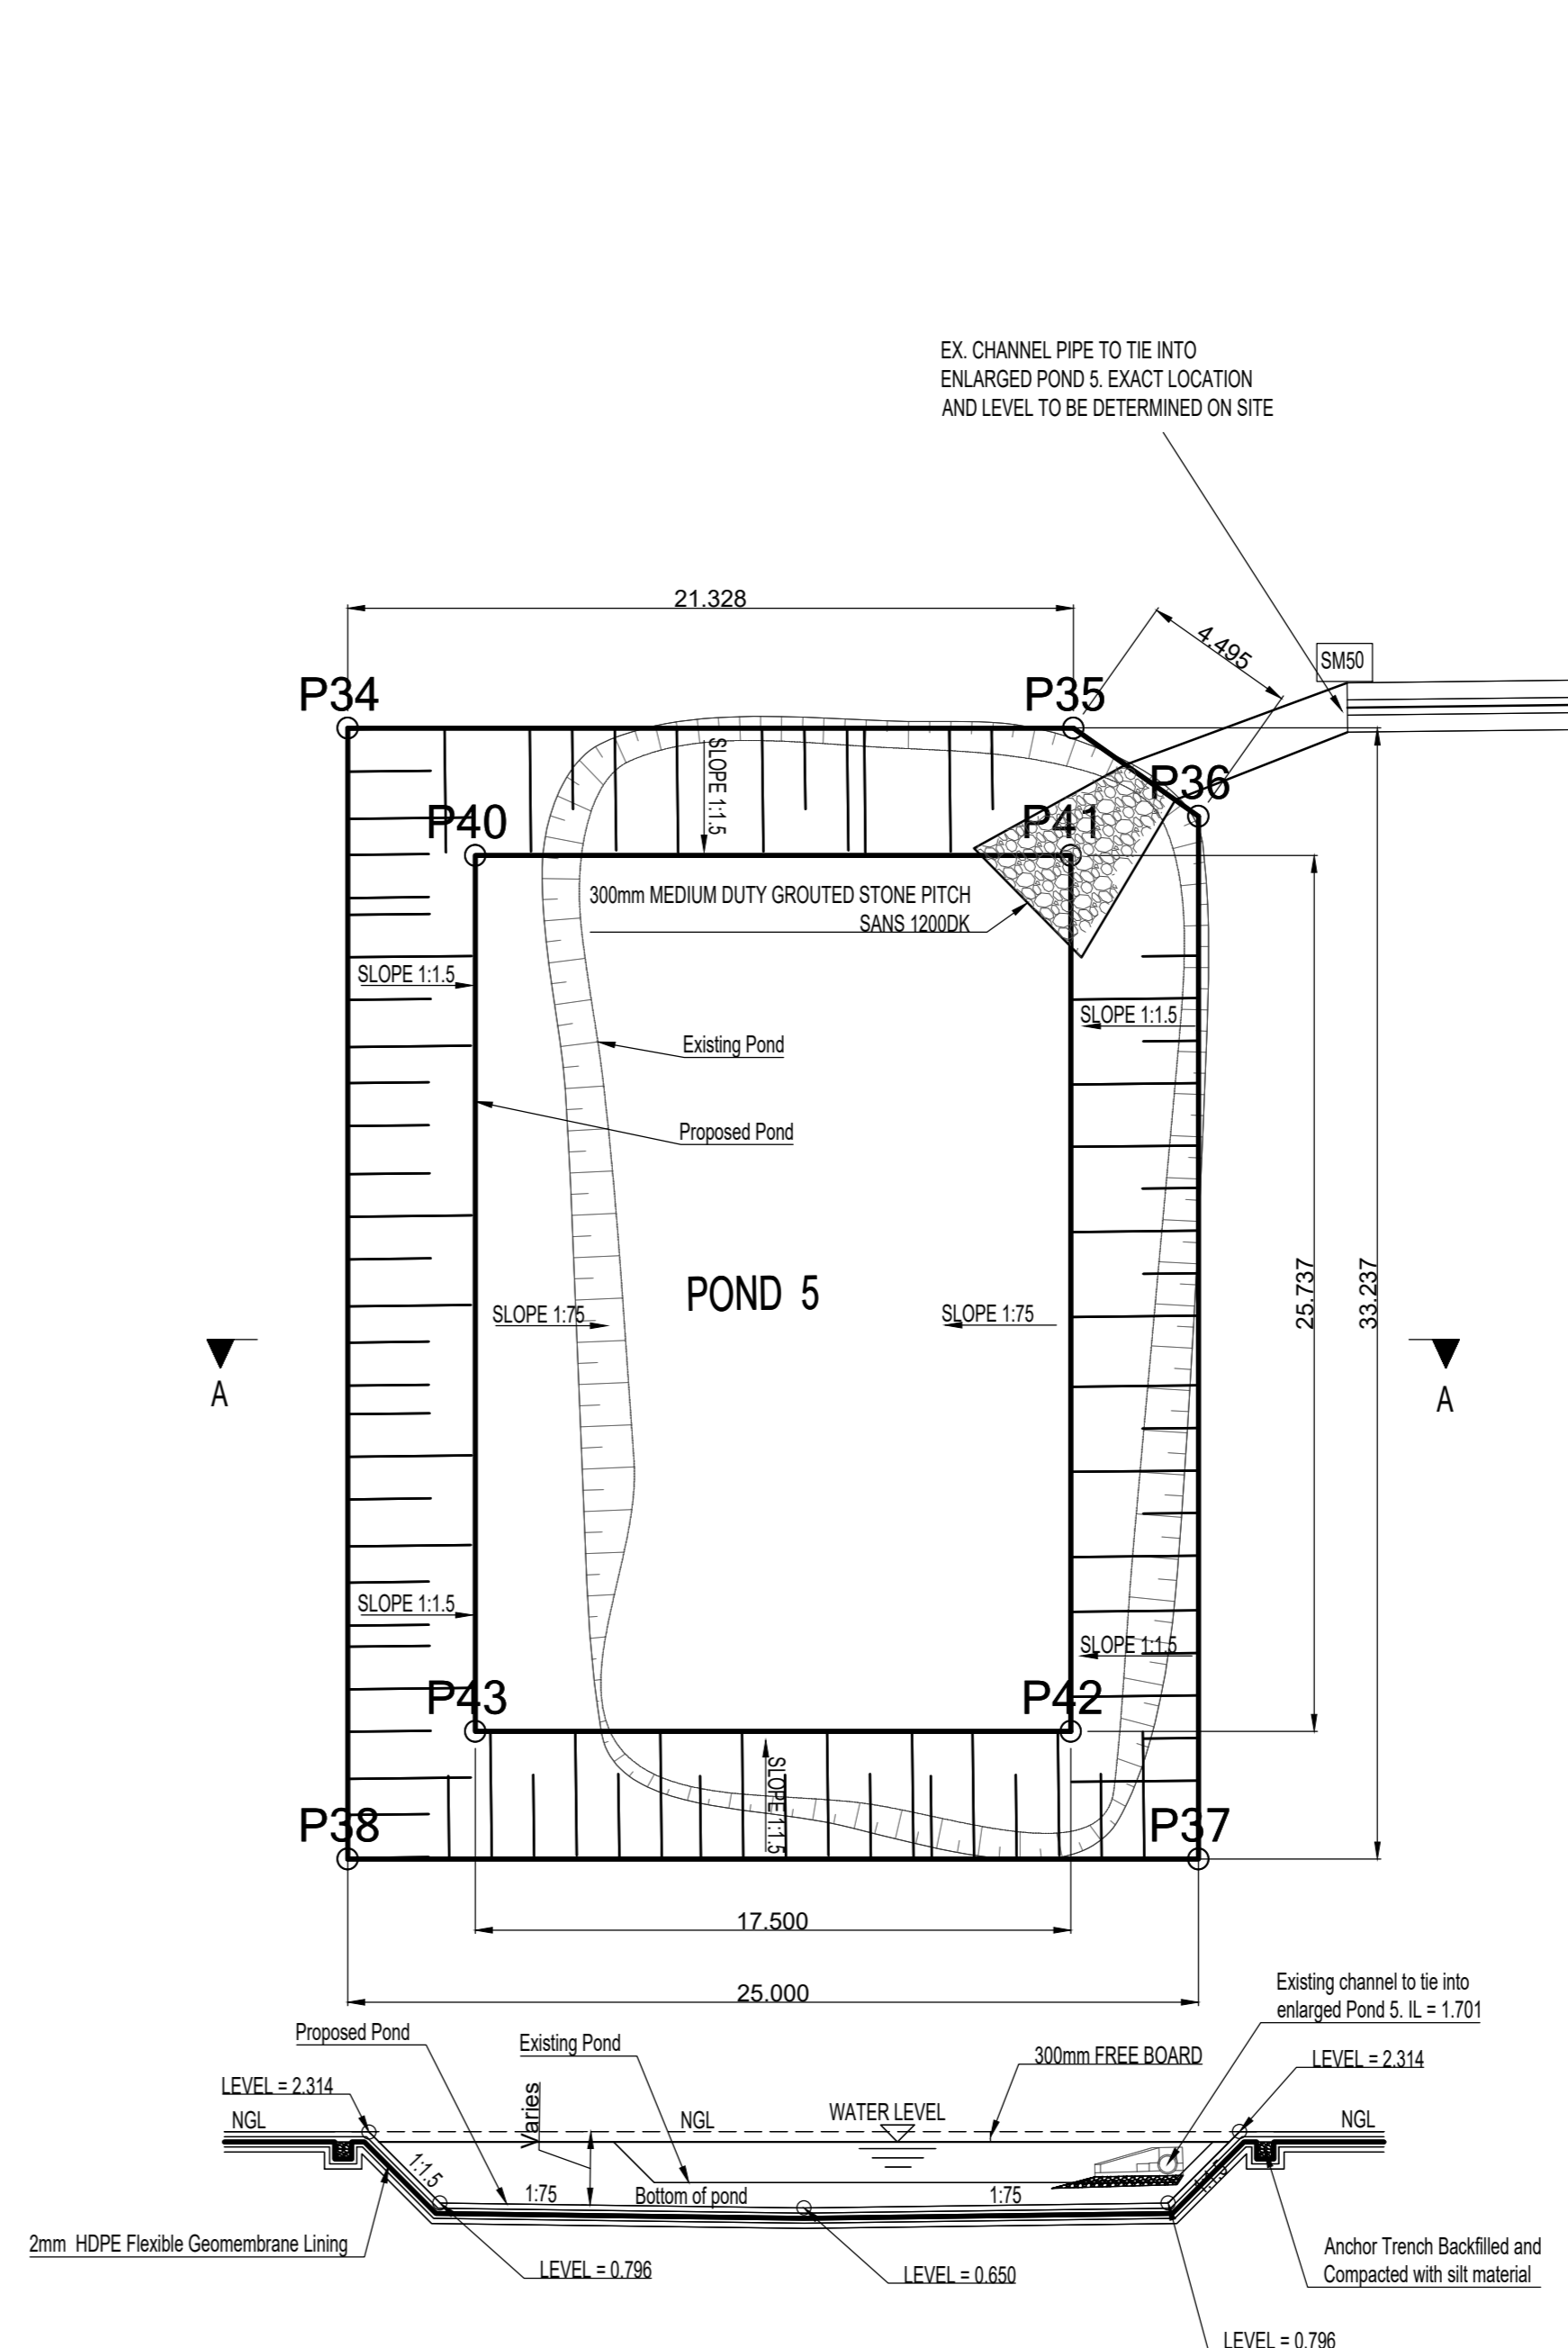 EX. CHANNEL PIPE TO TIE INTO
ENLARGED POND 5. EXACT LOCATION
AND LEVEL TO BE DETERMINED ON SITE
21.328
4.495
SM50
P34
P35
P36
SLOPE 1:1.5
P40
P41
300mm MEDIUM DUTY GROUTED STONE PITCH
SANS 1200DK
SLOPE 1:1.5
SLOPE 1:1.5
Existing Pond
Proposed Pond
POND 5
SLOPE 1:75
SLOPE 1:75
25.737
33.237
A
A
SLOPE 1:1.5
SLOPE 1:1.5
P43
P42
SLOPE 1:1.5
P38
P37
17.500
25.000
Existing channel to tie into
enlarged Pond 5. IL = 1.701
Proposed Pond
Existing Pond
300mm FREE BOARD
LEVEL = 2.314
LEVEL = 2.314
Varies
NGL
NGL
WATER LEVEL
NGL
1:1.5
1:1.5
1:75
Bottom of pond
1:75
2mm HDPE Flexible Geomembrane Lining
Anchor Trench Backfilled and
Compacted with silt material
LEVEL = 0.796
LEVEL = 0.650
LEVEL = 0.796